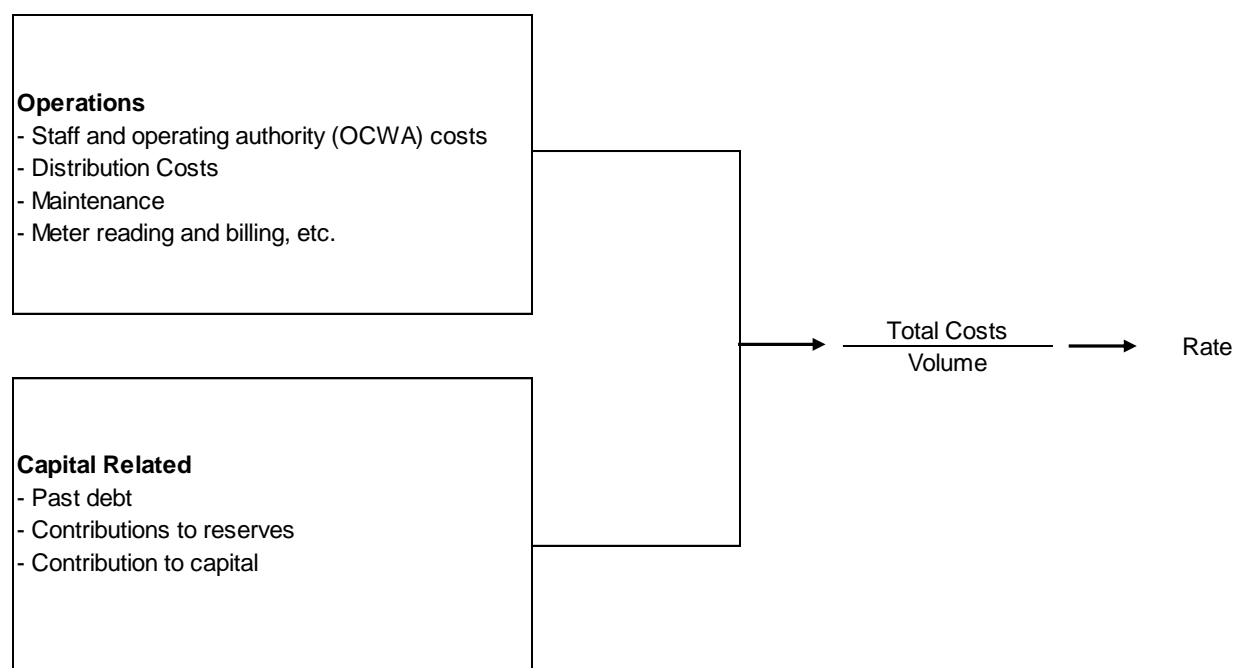 Operations
- Staff and operating authority (OCWA) costs
- Distribution Costs
- Maintenance
- Meter reading and billing, etc.
Capital Related
- Past debt
- Contributions to reserves
- Contribution to capital
Total Costs
Volume
Rate